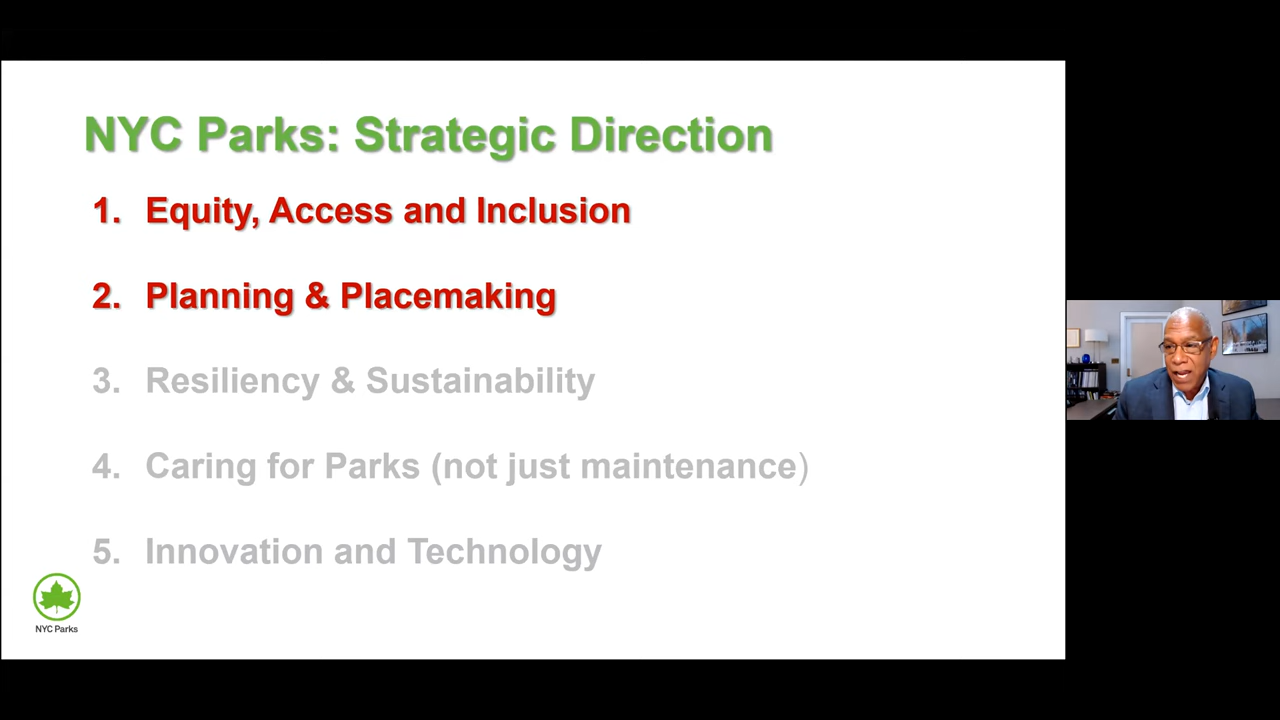 NYC Parks: Strategic Direction
1. Equity, Access and Inclusion
2. Planning & Placemaking
3. Resiliency & Sustainability
4. Caring for Parks (not just maintenance)
5. Innovation and Technology
NYC Parks